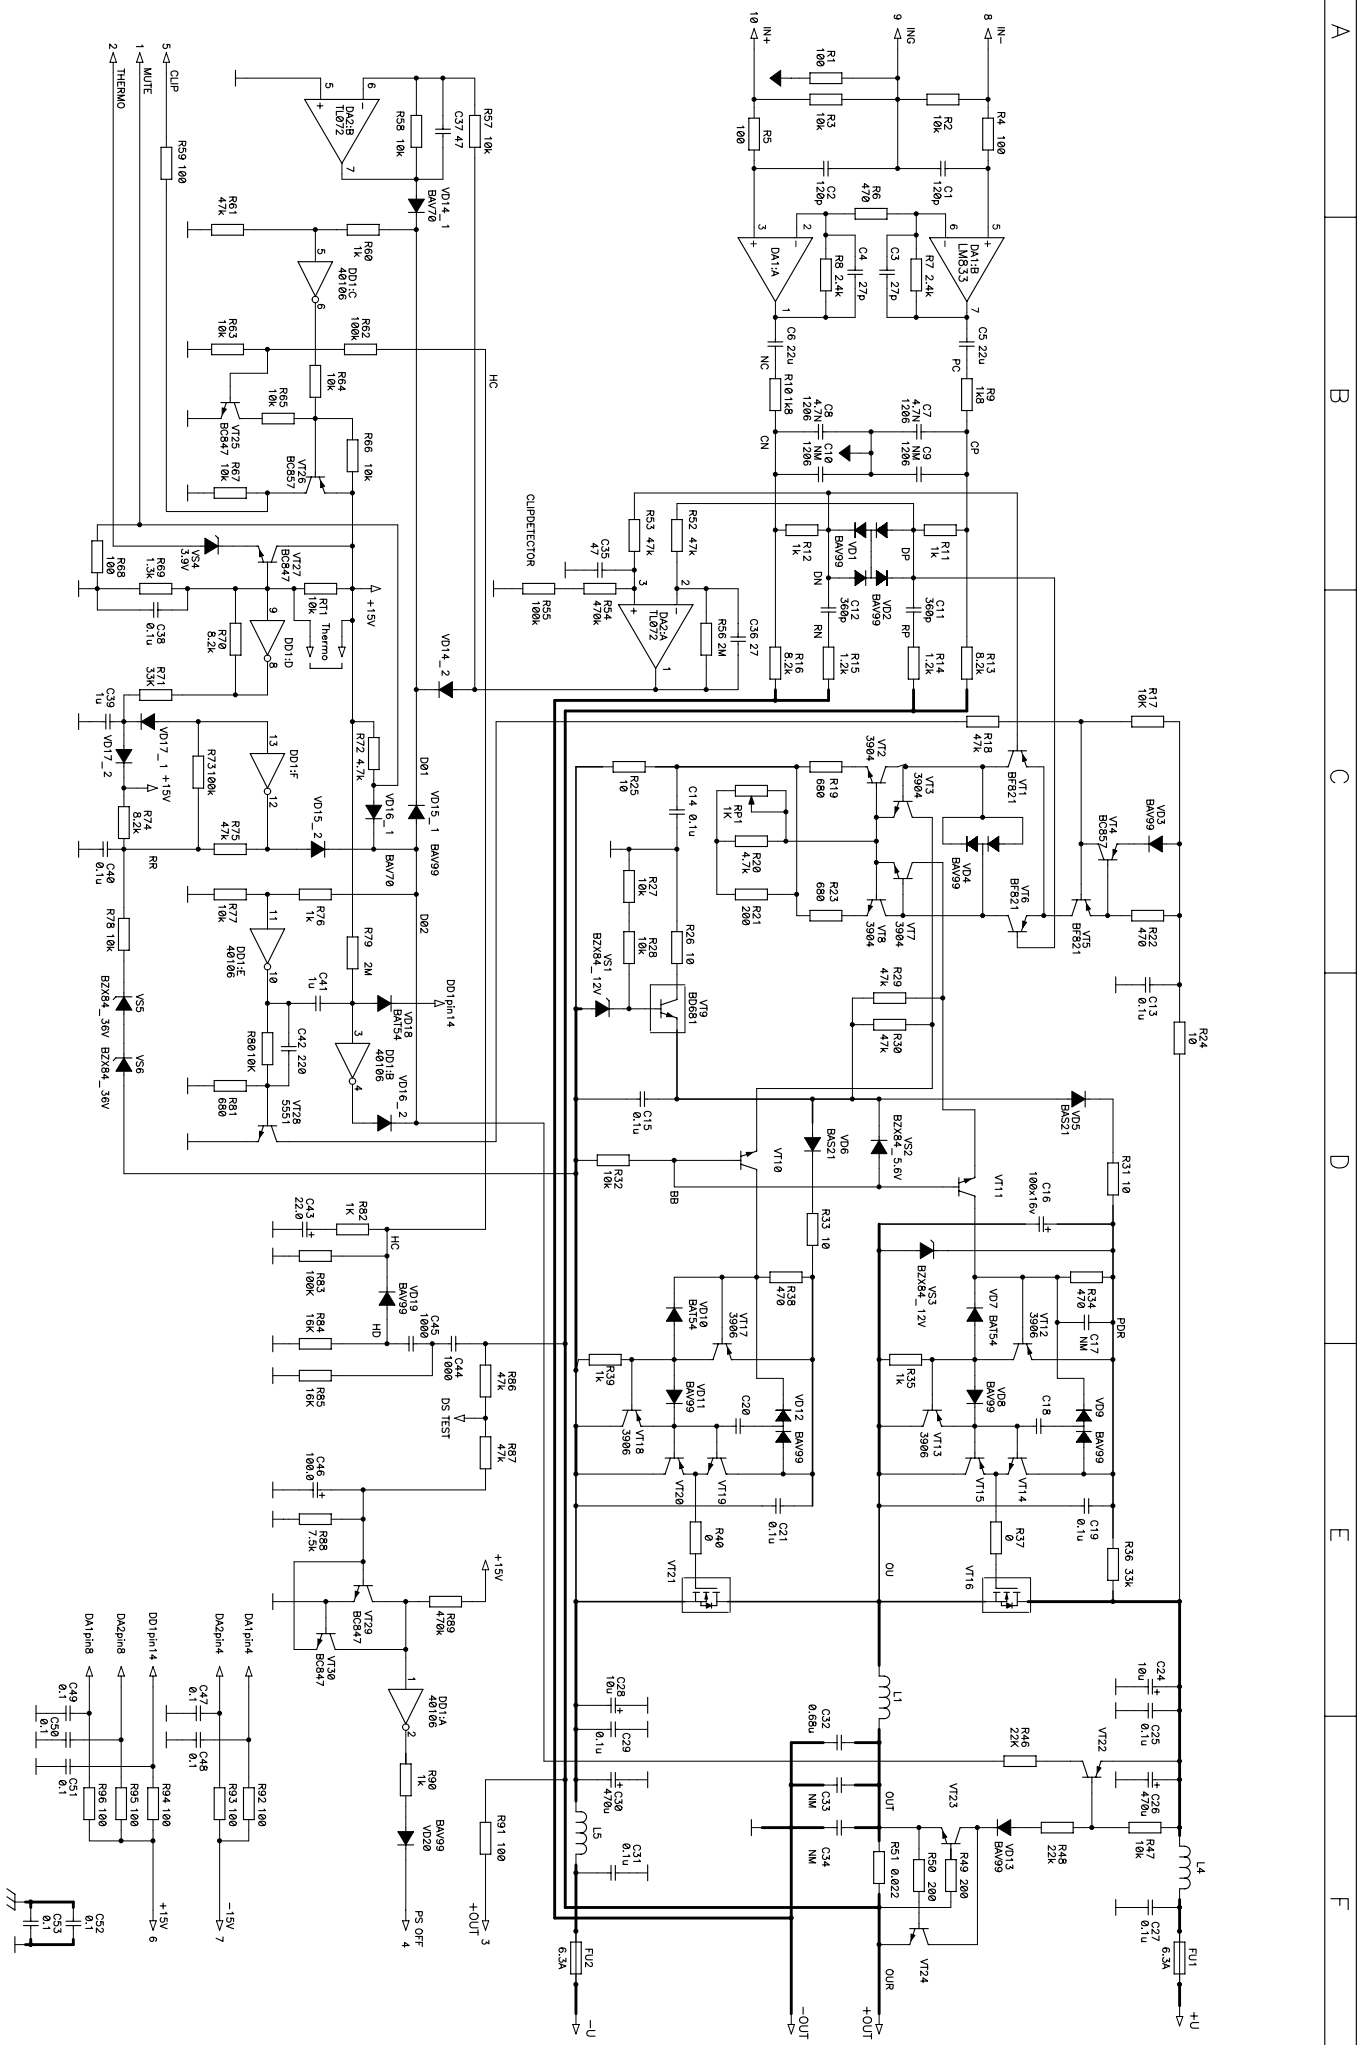 A
B
C
D
E
F
8
IN-
9
ING
10
IN+
R1
100
R2
10k
R3
10k
R4 100
R5
100
C1
120p
C2
120p
R6
470
5
6
7
DA1:B
LM833
3
2
1
DA1:A
R7 2.4k
C3
27p
R8 2.4k
C4
27p
C5 22u
PC
C6 22u
NC
R9
1k8
R10 1k8
CP
CN
C7
4.7N
1206
C8
4.7N
1206
C9
NM
1206
C10
NM
1206
R11
1k
R12
1k
DP
DN
VD1
BAV99
VD2
BAV99
C11
360p
C12
360p
RP
RN
R13
8.2k
R14
1.2k
R15
1.2k
R16
8.2k
R17
10K
R18
47k
VT1
BF821
VT2
3904
VT3
3904
VD3
BAV99
VT4
BC857
VD4
BAV99
VT6
BF821
VT5
BF821
R22
470
R19
680
R23
680
VT7
3904
VT8
3904
RP1
1K
R20
4.7k
R21
200
C14 0.1u
R25
10
R26 10
R27
10k
R28
10k
VS1
BZX84_12V
VT9
BD681
R29
47k
R30
47k
C13
0.1u
R24
10
C15
0.1u
VD5
BAS21
VD6
BAS21
VS2
BZX84_5.6V
R31 10
R32
10k
BB
VT10
VT11
R33 10
C16
100x16v
+
VS3
BZX84_12V
R34
470
C17
NM
PDR
VD7 BAT54
VT12
3906
VD8
BAV99
R35
1k
VT13
3906
C18
VD9
BAV99
VT14
VT15
C19
0.1u
R36 33k
R37
0
VT16
OU
R38
470
VT17
3906
VD10
BAT54
VD11
BAV99
R39
1k
VT18
3906
C20
VD12
BAV99
VT19
VT20
C21
0.1u
R40
0
VT21
C24
10u
+
C25
0.1u
C26
470u
+
C27
0.1u
C28
10u
+
C29
0.1u
C30
470u
+
C31
0.1u
L1
L4
L5
C32
0.68u
C33
NM
C34
NM
OUT
R46
22K
VT22
R47
10k
R48
22k
VD13
BAV99
VT23
R49 200
R50 200
R51 0.022
VT24
OUR
FU1
6.3A
FU2
6.3A
+U
+OUT
-OUT
-U
R52
47k
R53 47k
C35
47
CLIPDETECTOR
R54
470k
R55
100k
DA2:A
TL072
2
3
1
R56 2M
C36 27
5
CLIP
1
MUTE
2
THERMO
R57 10k
C37 47
R58 10k
DA2:B
TL072
6
5
7
VD14_1
BAV70
VD14_2
R59 100
R60
1k
R61
47k
DD1:C
40106
5
6
R62
100k
R63
10k
R64
10k
R65
10k
VT25
BC847
R66 10k
R67
10k
VT26
BC857
HC
VT27
BC847
VS4
3.9V
R68
100
R69
1.3k
C38
0.1u
RT1
10k
Thermo
+15V
DD1:D
9
8
R70
8.2k
R71
33K
C39
1u
VD17_1
VD17_2
+15V
R72 4.7k
R73 100k
DD1:F
13
12
VD15_2
VD16_1
BAV70
VD15_1 BAV99
D01
R74
8.2k
R75
47k
RR
C40
0.1u
R76
1k
R77
10k
R78 10k
D02
DD1:E
40106
11
10
R79 2M
DD1pin14
C41
1u
VD18
BAT54
DD1:B
40106
3
4
VD16_2
R80 10K
C42 220
R81
680
VT28
5551
VS5
BZX84_36V
VS6
BZX84_36V
R82
1K
C43
22.0
+
HC
R83
100K
VD19
BAV99
HD
R84
16K
R85
16K
C45
1000
C44
1000
R86
47k
DS TEST
R87
47k
C46
100.0
+
R88
7.5k
VT29
BC847
VT30
BC847
+15V
R89
470k
DD1:A
40106
1
2
R90
1k
BAV99
VD20
PS OFF
4
R91 100
+OUT
3
DA1pin4
DA2pin4
DD1pin14
DA2pin8
DA1pin8
C47
0.1
C48
0.1
C49
0.1
C50
0.1
C51
0.1
R92 100
R93 100
R94 100
R95 100
R96 100
-15V
7
+15V
6
C52
0.1
C53
0.1